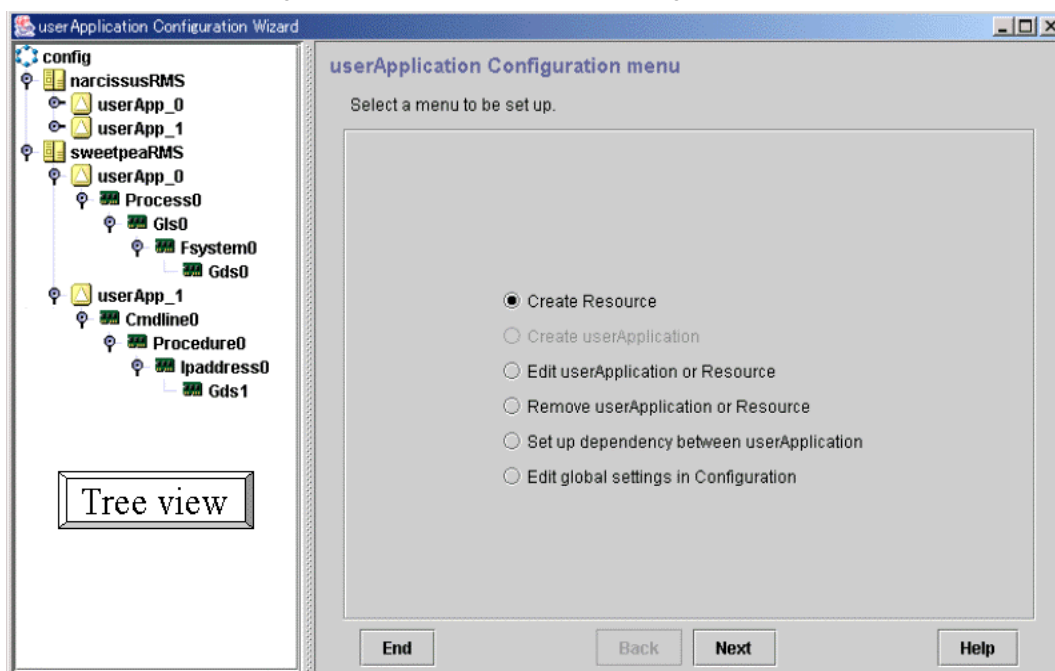 userApplication Configuration Wizard
config
narcissusRMS
userApp_0
userApp_1
sweetpeaRMS
userApp_0
Process0
Gls0
Fsystem0
Gds0
userApp_1
Cmdline0
Procedure0
Ipaddress0
Gds1
Tree view
userApplication Configuration menu
Select a menu to be set up.
Create Resource
Create userApplication
Edit userApplication or Resource
Remove userApplication or Resource
Set up dependency between userApplication
Edit global settings in Configuration
End
Back
Next
Help